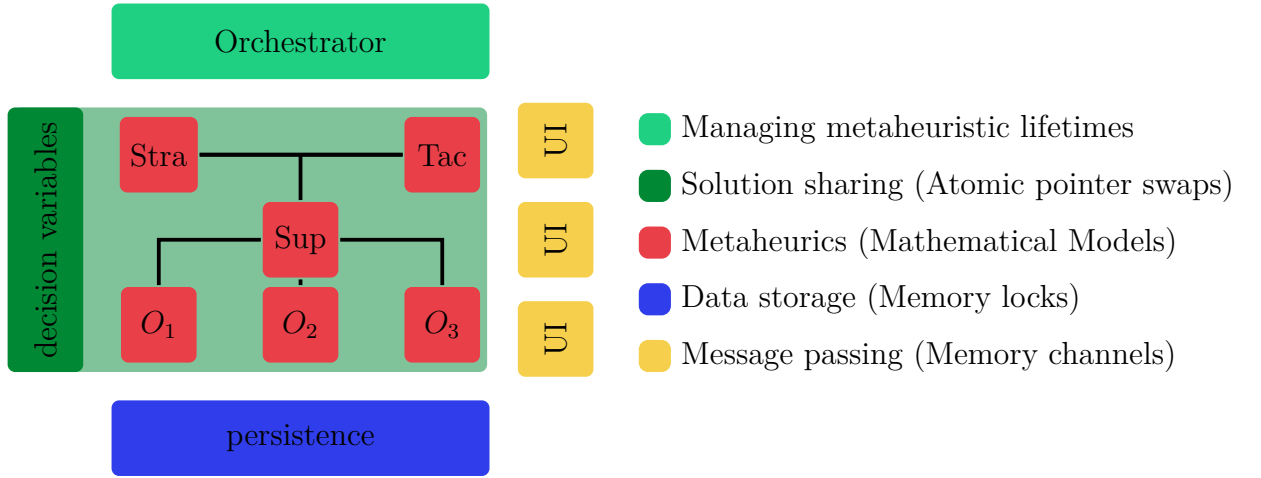 Orchestrator
decision variables
Stra
Tac
Sup
O₁
O₂
O₃
UI
UI
UI
persistence
Managing metaheuristic lifetimes
Solution sharing (Atomic pointer swaps)
Metaheurics (Mathematical Models)
Data storage (Memory locks)
Message passing (Memory channels)